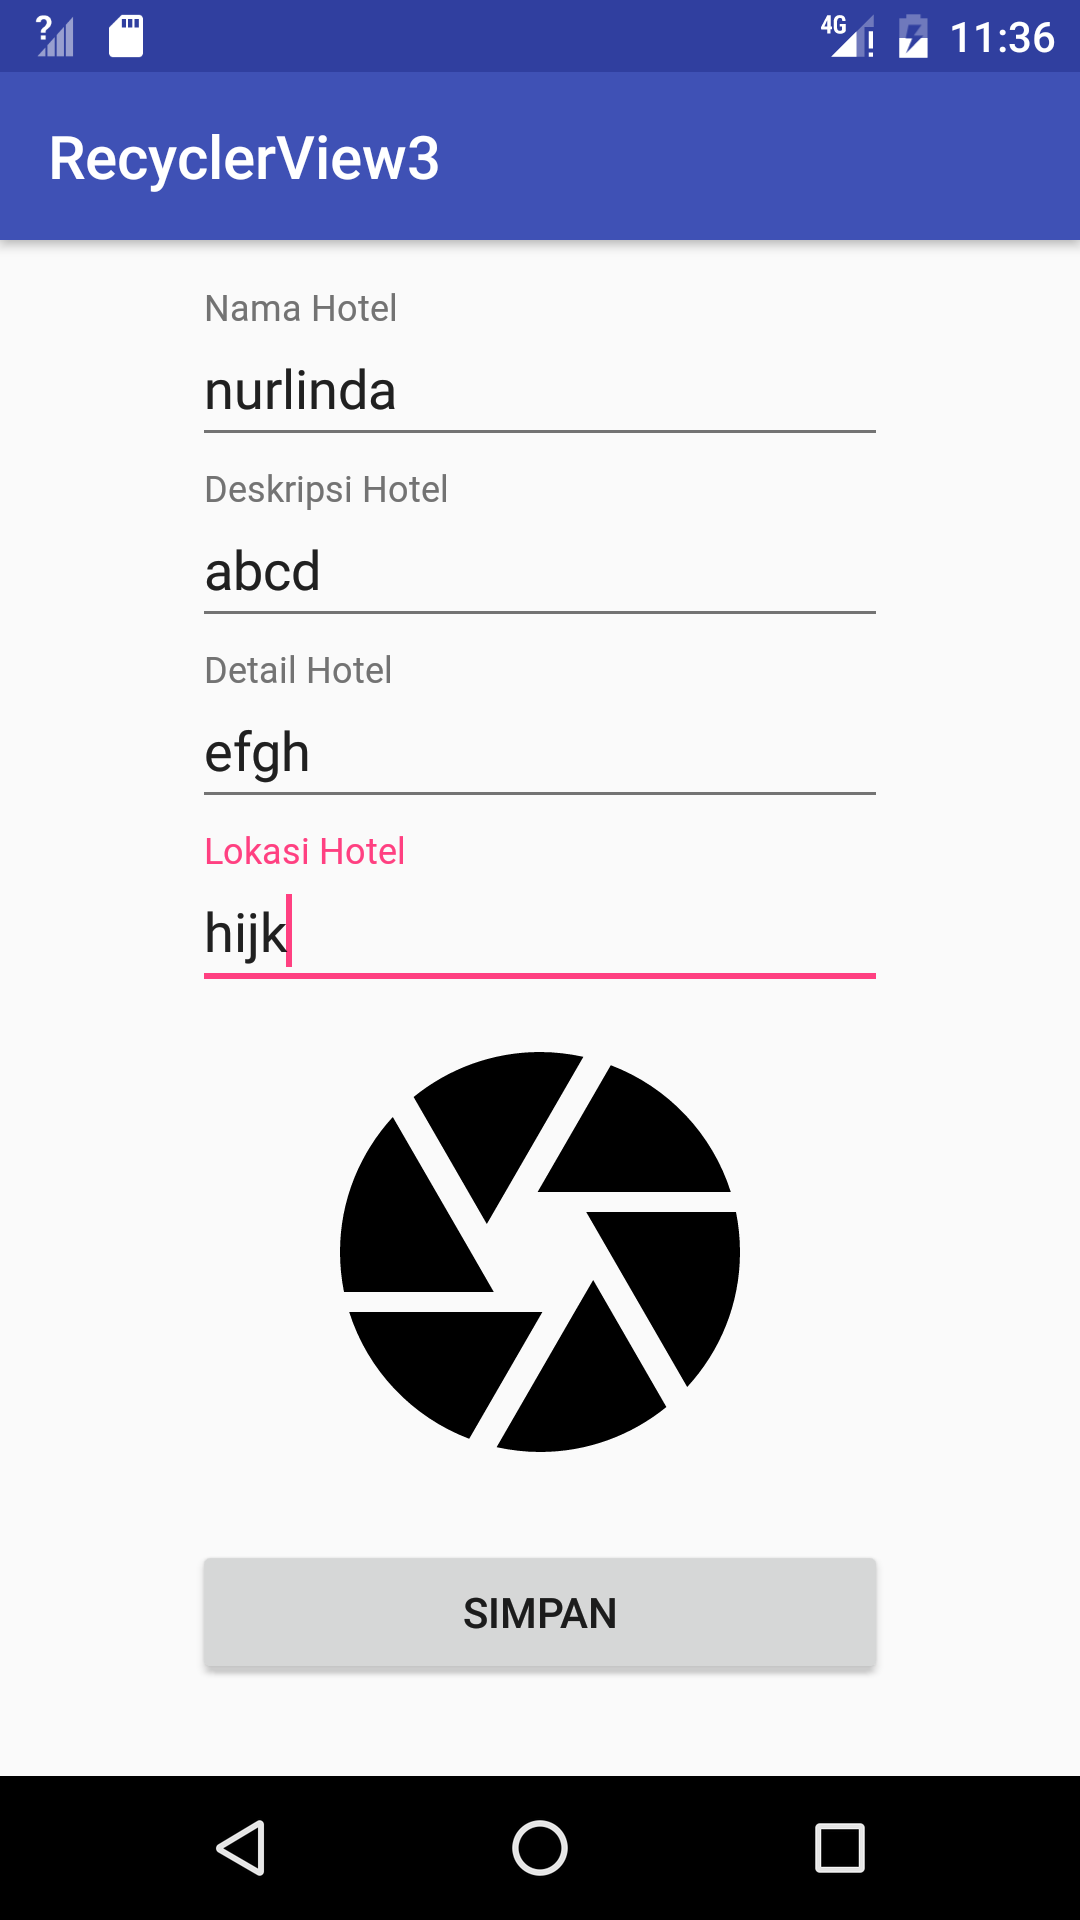 4G 11:36
RecyclerView3
Nama Hotel
nurlinda
Deskripsi Hotel
abcd
Detail Hotel
efgh
Lokasi Hotel
hijk
SIMPAN